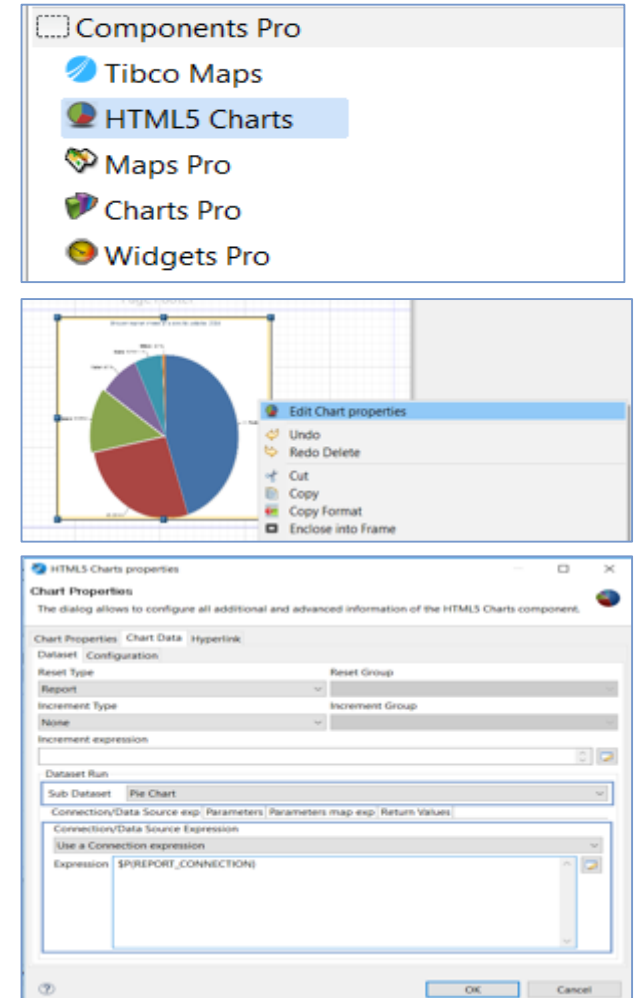 Components Pro
Tibco Maps
HTML5 Charts
Maps Pro
Charts Pro
Widgets Pro
Page Footer
Edit Chart properties
Undo
Redo Delete
Cut
Copy
Copy Format
Enclose into Frame
HTML5 Charts properties
Chart Properties
The dialog allows to configure all additional and advanced information of the HTML5 Charts component.
Chart Properties Chart Data Hyperlink
Dataset Configuration
Reset Type Reset Group
Report
Increment Type Increment Group
None
Increment expression
Dataset Run
Sub Dataset Pie Chart
Connection/Data Source exp Parameters Parameters map exp Return Values
Connection/Data Source Expression
Use a Connection expression
Expression $P{REPORT_CONNECTION}
OK Cancel